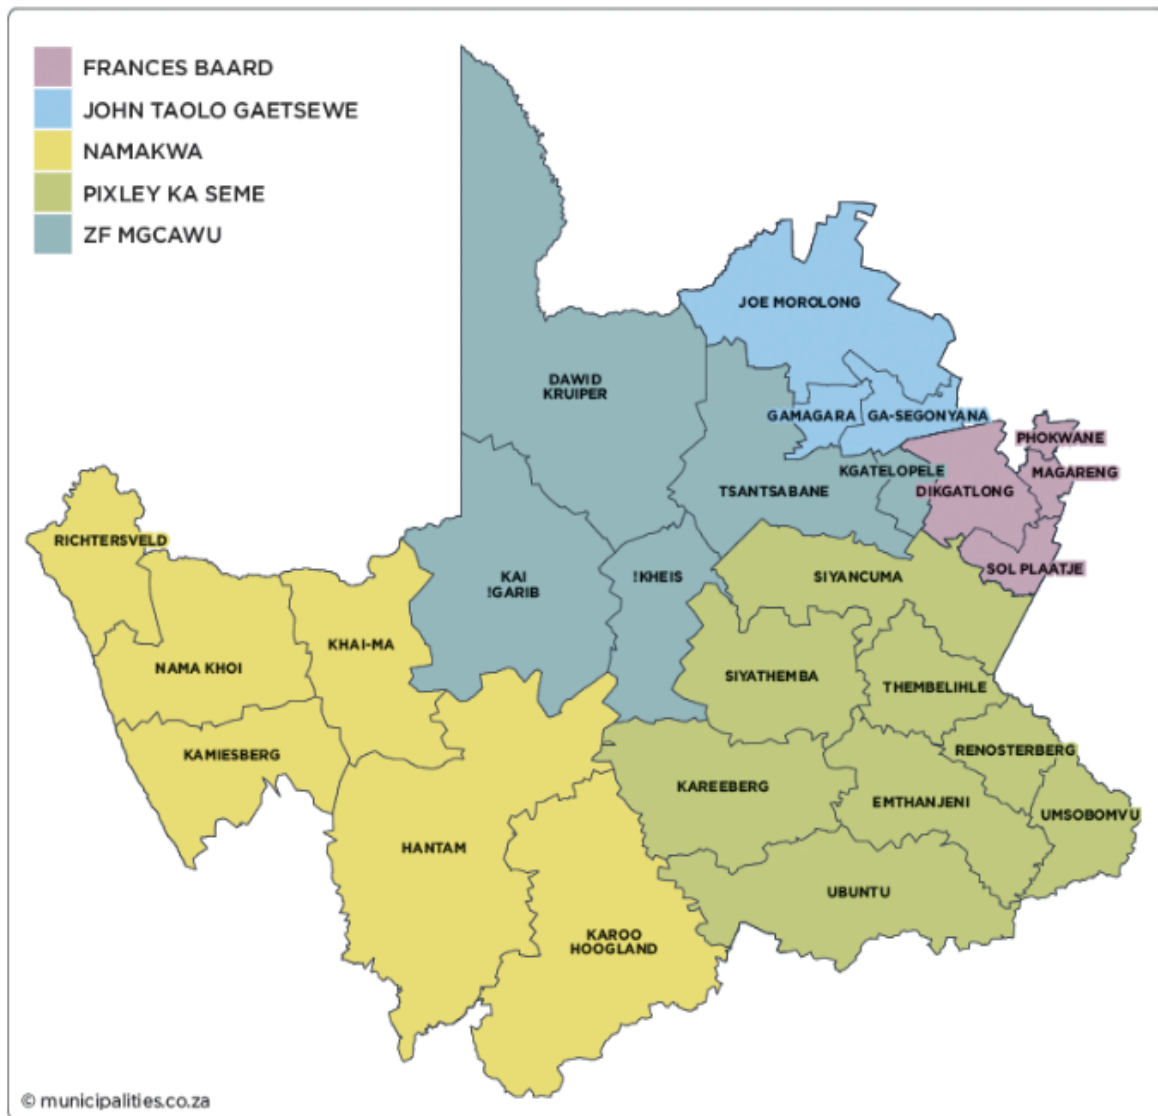 FRANCES BAARD
JOHN TAOLO GAETSEWE
NAMAKWA
PIXLEY KA SEME
ZF MGCAWU
JOE MOROLONG
DAWID
KRUIPER
GAMAGARA
GA-SEGONYANA
PHOKWANE
KGATELOPELE
MAGARENG
TSANTSABANE
DIKGATLONG
RICHTERSVELD
SOL PLAATJE
KAI
!GARIB
!KHEIS
SIYANCUMA
KHAI-MA
NAMA KHOI
SIYATHEMBA
THEMBELIHLE
KAMIESBERG
RENOSTERBERG
KAREEBERG
EMTHANJENI
UMSOBOMVU
HANTAM
UBUNTU
KAROO
HOOGLAND
© municipalities.co.za